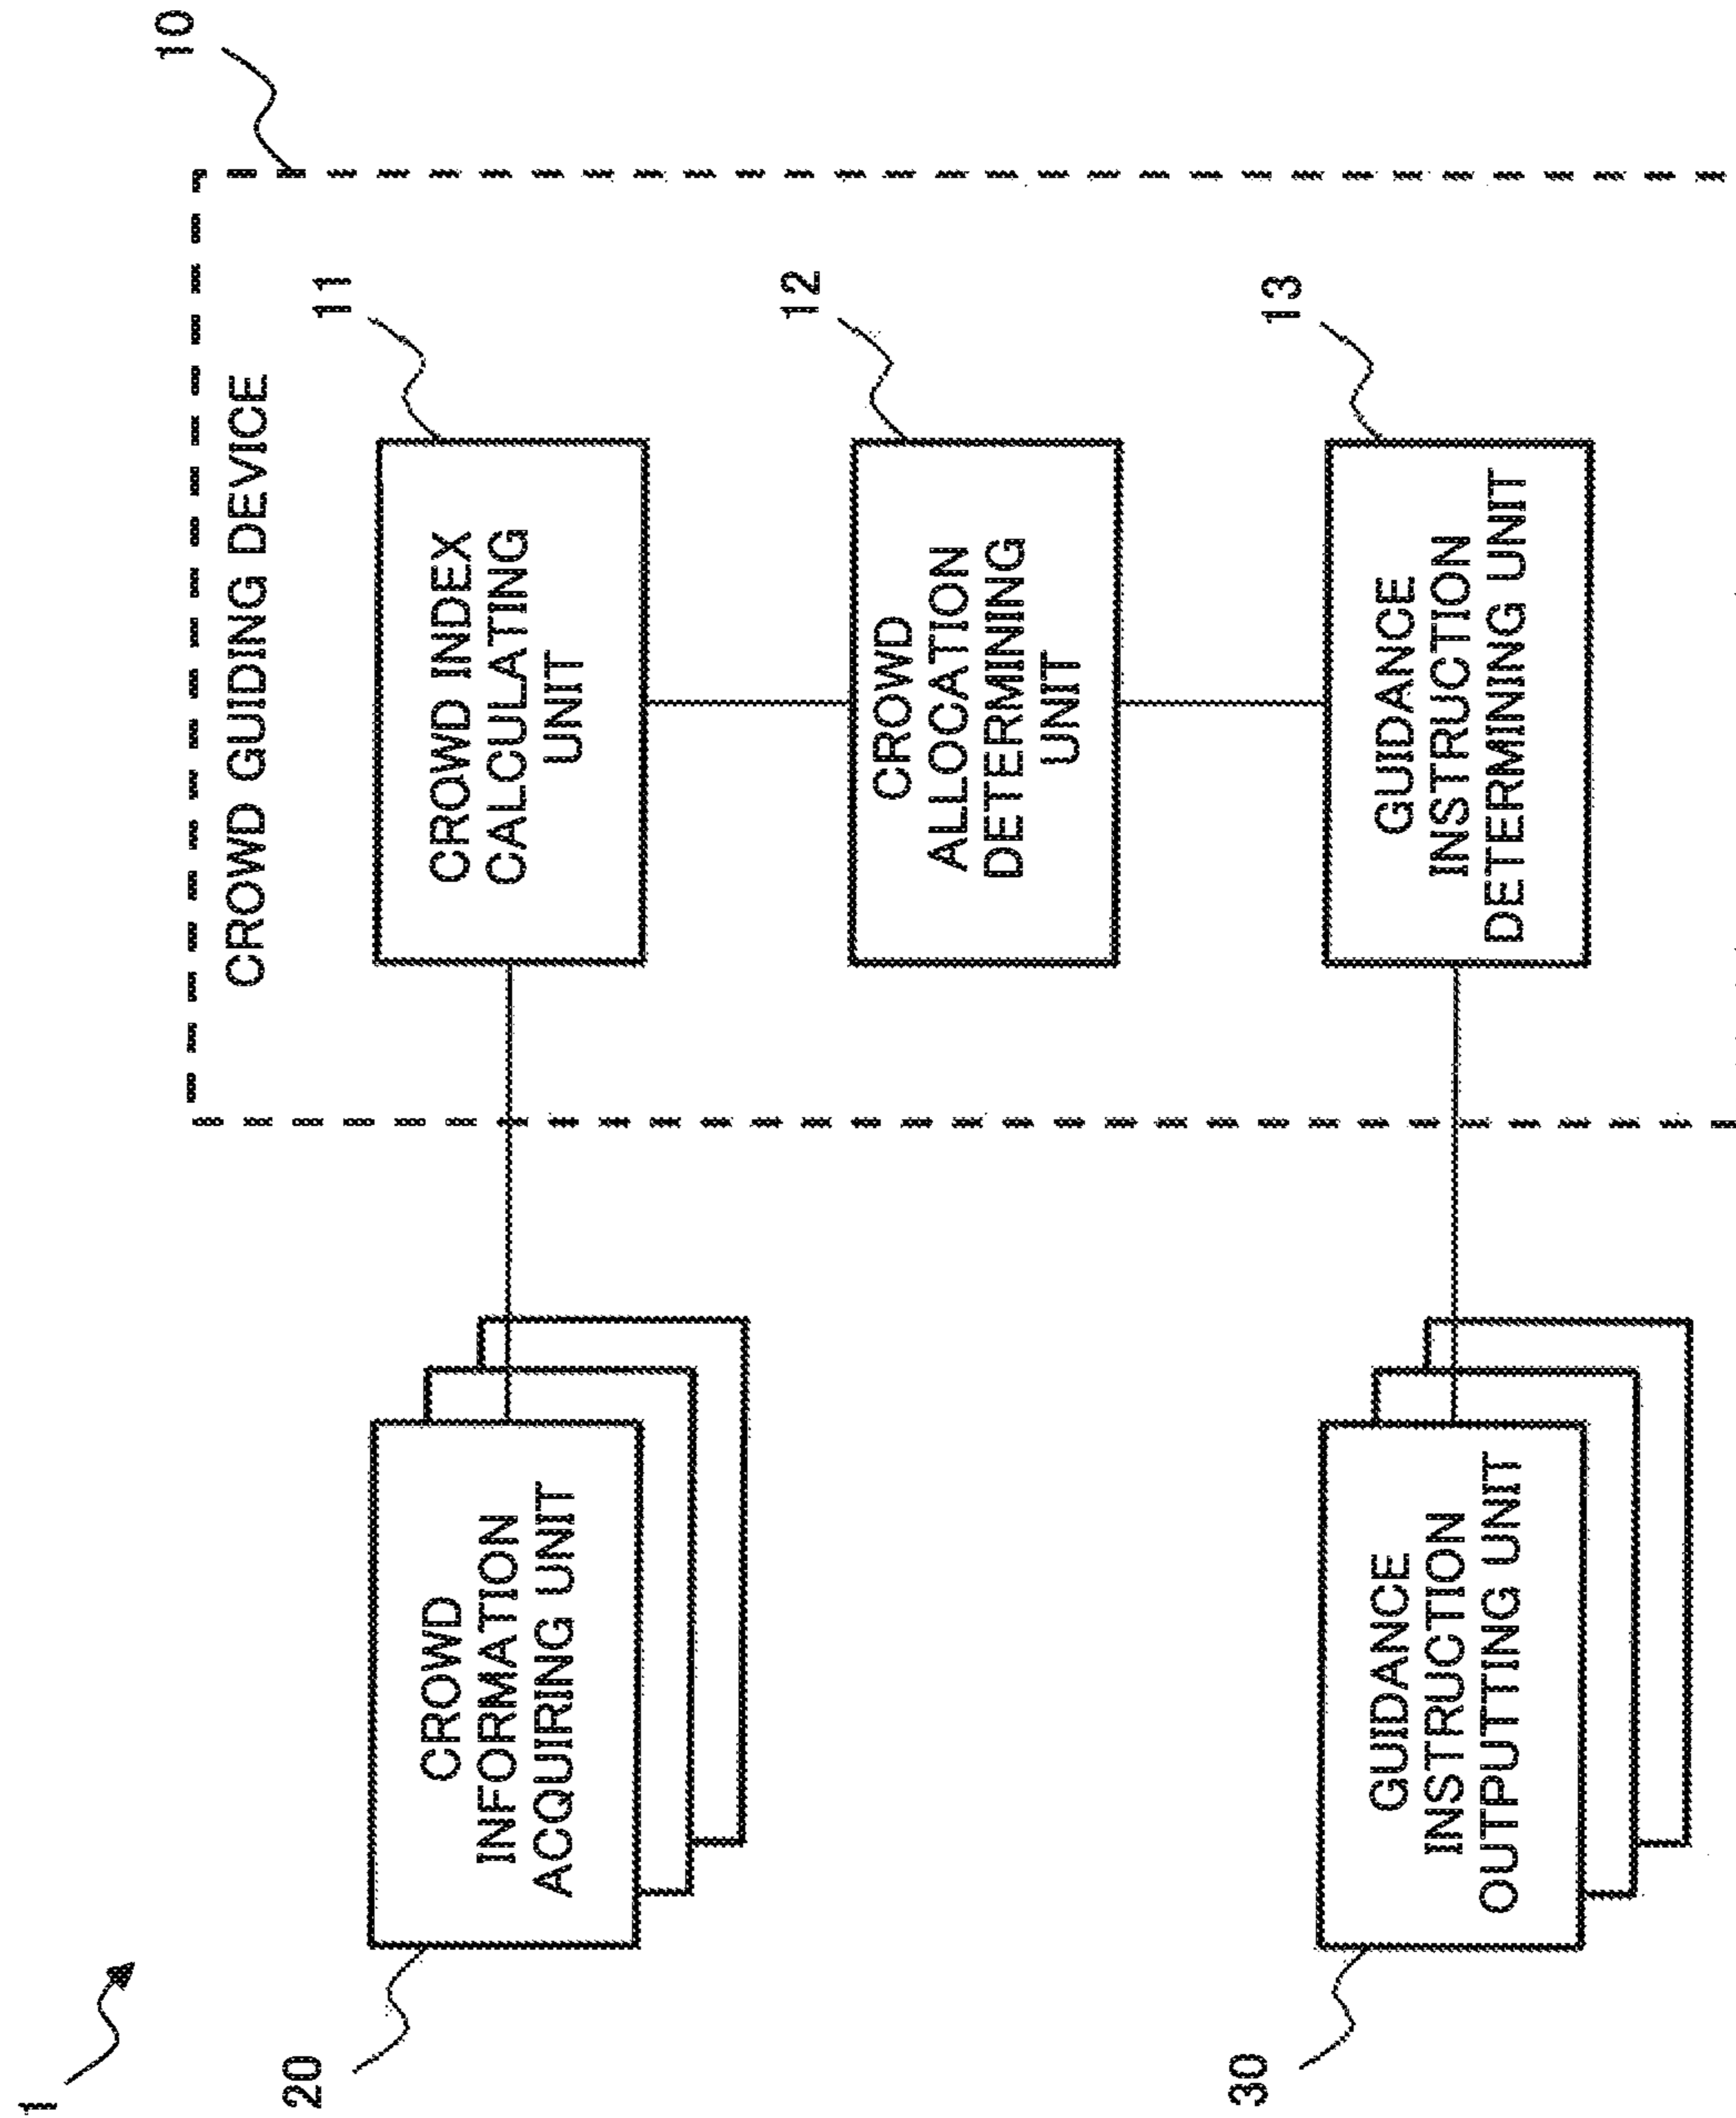 1
10
CROWD GUIDING DEVICE
20
CROWD
INFORMATION
ACQUIRING UNIT
11
CROWD INDEX
CALCULATING
UNIT
12
CROWD
ALLOCATION
DETERMINING
UNIT
30
GUIDANCE
INSTRUCTION
OUTPUTTING UNIT
13
GUIDANCE
INSTRUCTION
DETERMINING UNIT